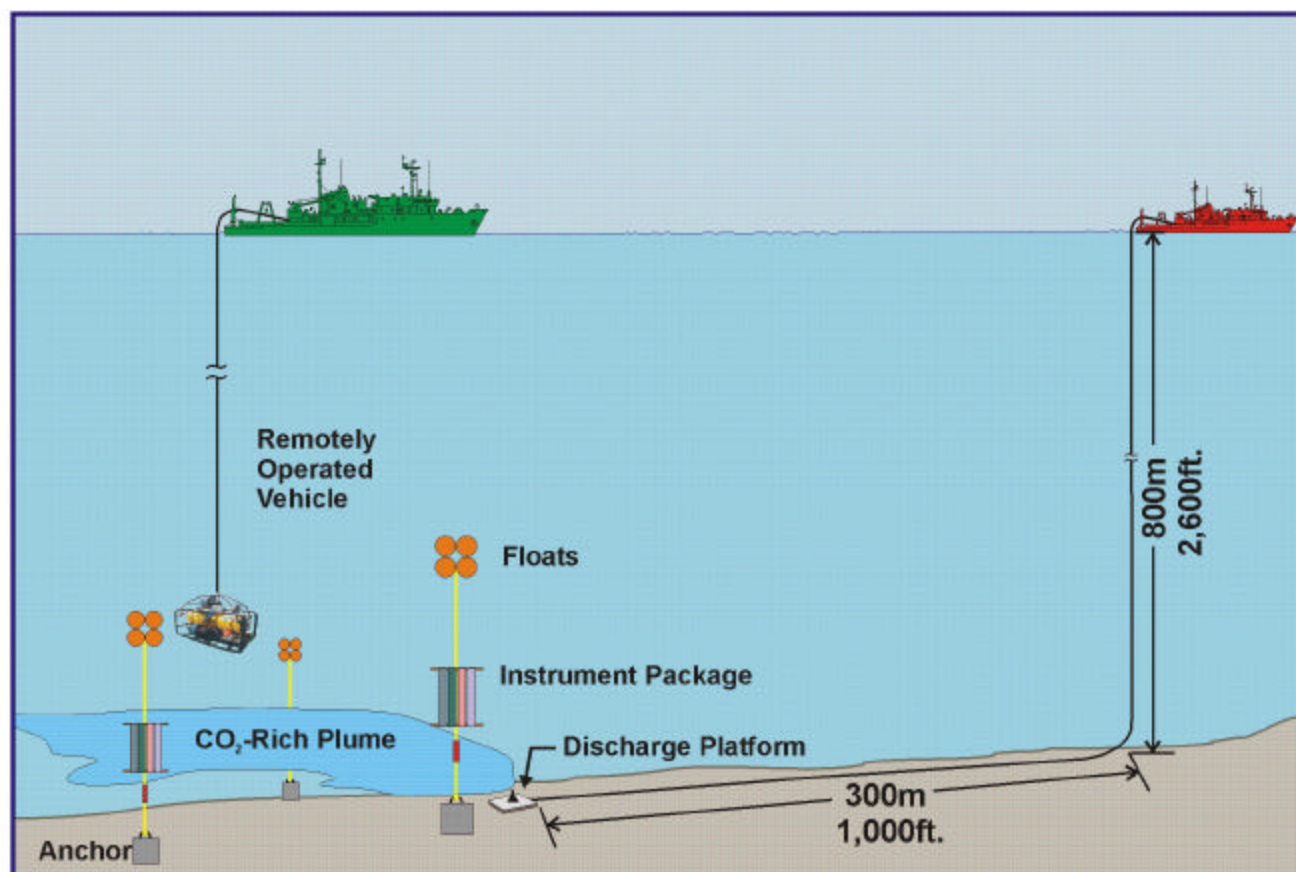 Remotely
Operated
Vehicle
Floats
800m
2,600ft.
Instrument Package
CO₂-Rich Plume
Discharge Platform
300m
1,000ft.
Anchor